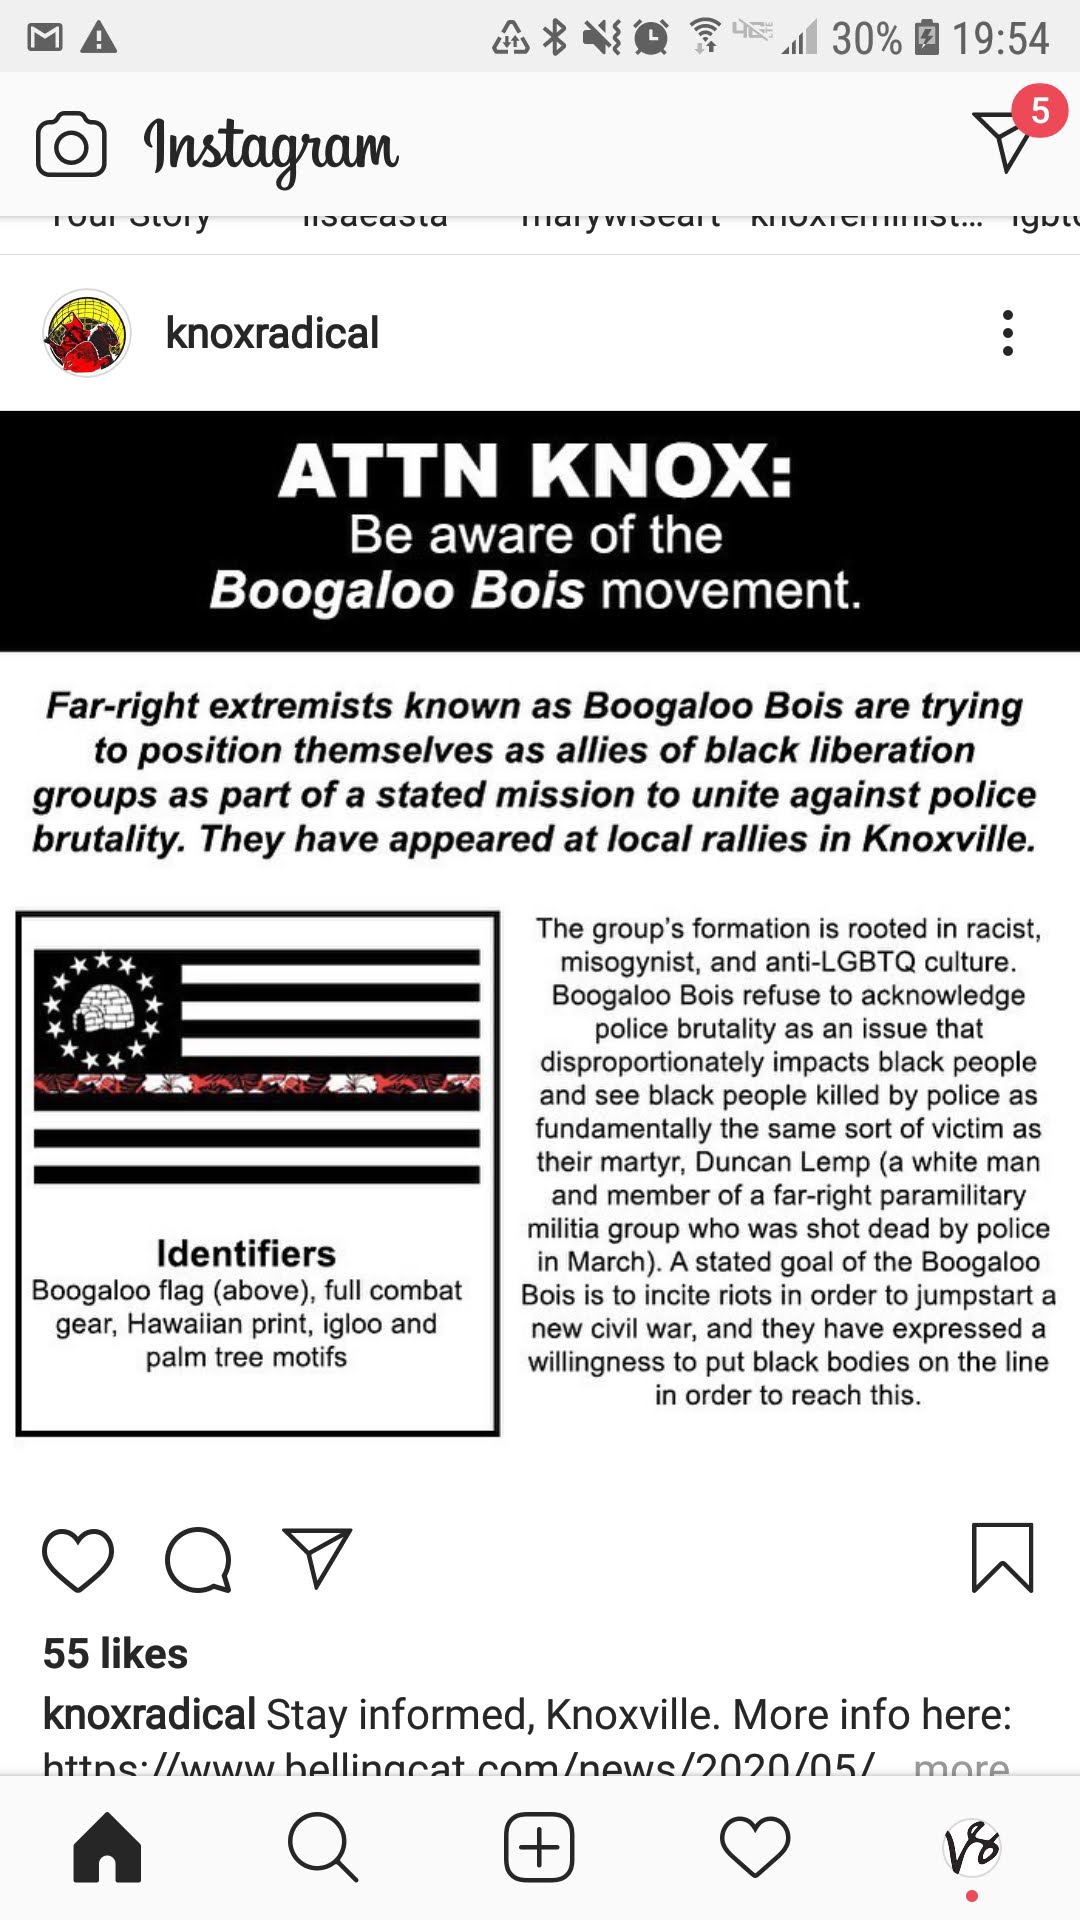 30% 19:54
Instagram
5
Your Story lisaeasta marywiseart knoxfeminist...
knoxradical
ATTN KNOX:
Be aware of the
Boogaloo Bois movement.
Far-right extremists known as Boogaloo Bois are trying
to position themselves as allies of black liberation
groups as part of a stated mission to unite against police
brutality. They have appeared at local rallies in Knoxville.
Identifiers
Boogaloo flag (above), full combat
gear, Hawaiian print, igloo and
palm tree motifs
The group's formation is rooted in racist,
misogynist, and anti-LGBTQ culture.
Boogaloo Bois refuse to acknowledge
police brutality as an issue that
disproportionately impacts black people
and see black people killed by police as
fundamentally the same sort of victim as
their martyr, Duncan Lemp (a white man
and member of a far-right paramilitary
militia group who was shot dead by police
in March). A stated goal of the Boogaloo
Bois is to incite riots in order to jumpstart a
new civil war, and they have expressed a
willingness to put black bodies on the line
in order to reach this.
55 likes
knoxradical Stay informed, Knoxville. More info here:
https://www.bellingcat.com/news/2020/05/... more
V8